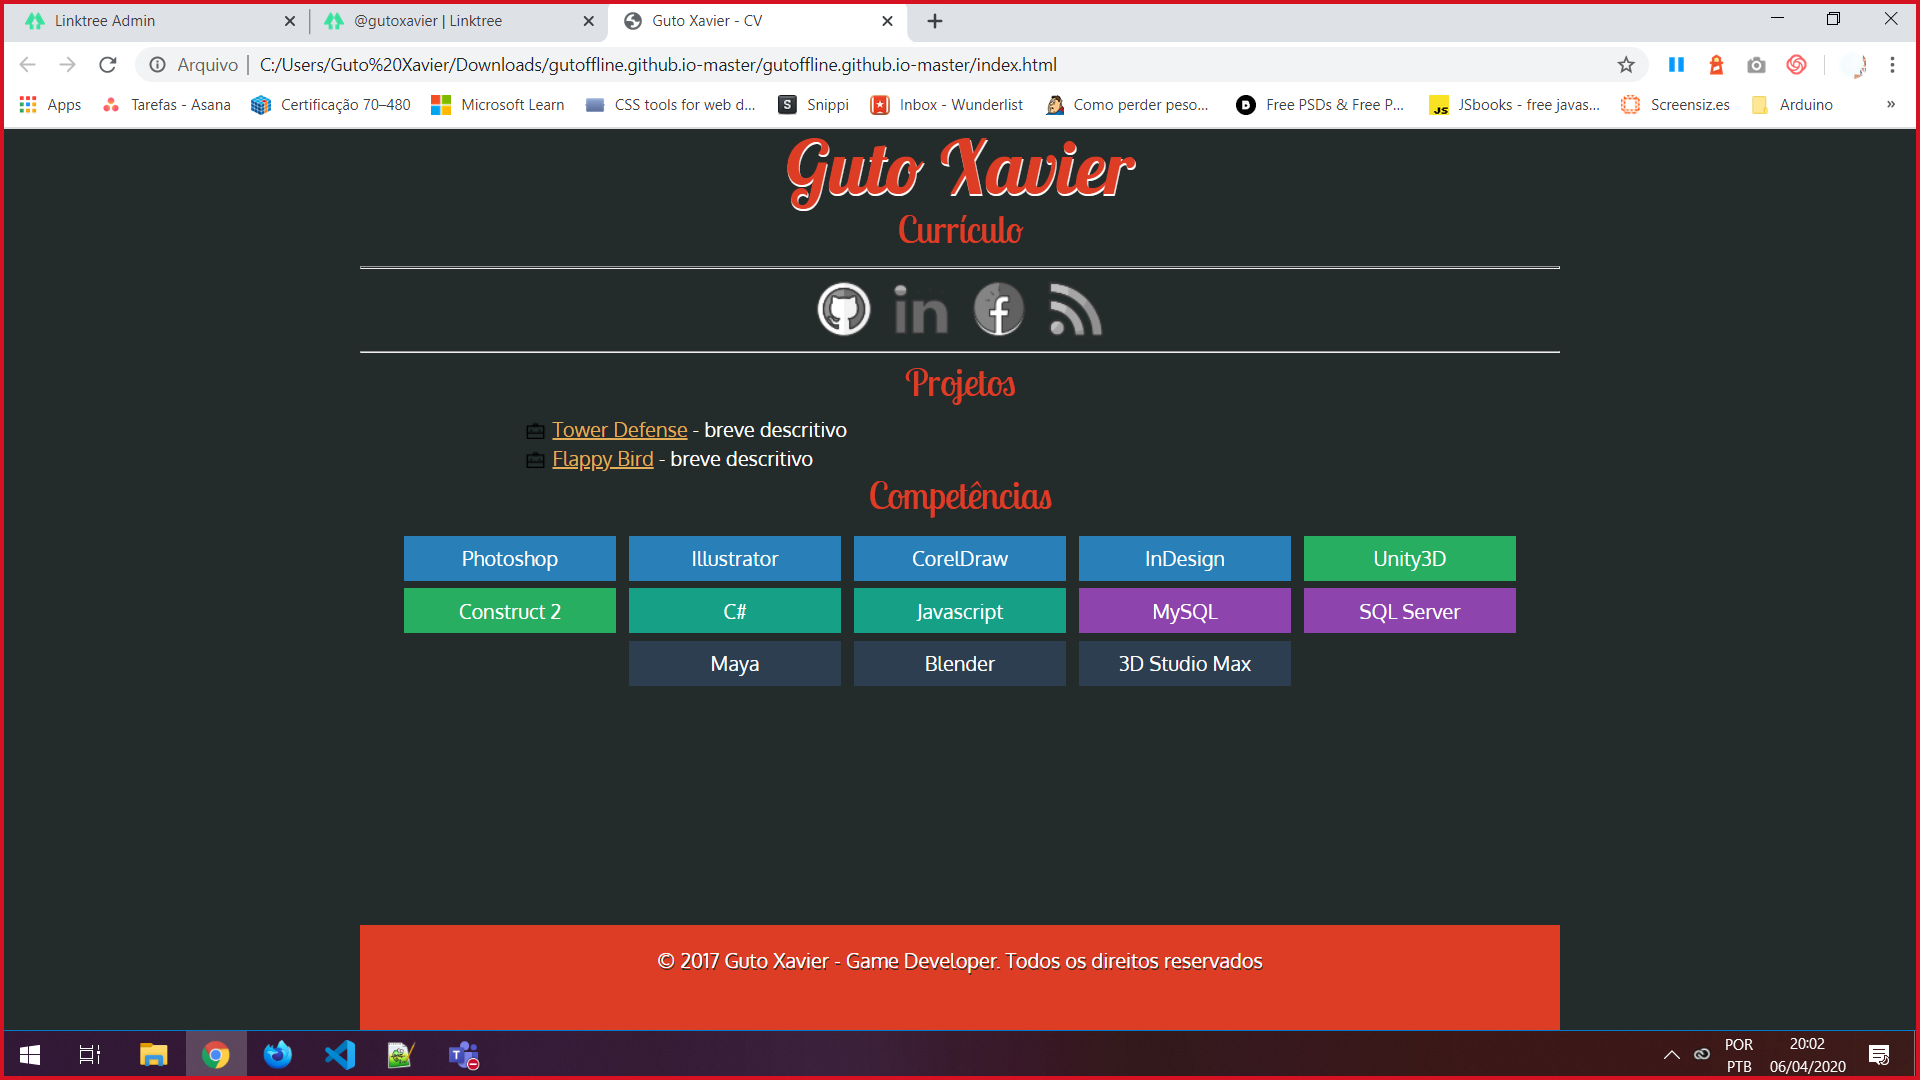 Linktree Admin
@gutoxavier | Linktree
Guto Xavier - CV
Arquivo | C:/Users/Guto%20Xavier/Downloads/gutoffline.github.io-master/gutoffline.github.io-master/index.html
Apps
Tarefas - Asana
Certificação 70–480
Microsoft Learn
CSS tools for web d...
S
Snippi
Inbox - Wunderlist
Como perder peso...
Free PSDs & Free P...
JS
JSbooks - free javas...
Screensiz.es
Arduino
»
Guto Xavier
Currículo
in
f
Projetos
Tower Defense - breve descritivo
Flappy Bird - breve descritivo
Competências
Photoshop Illustrator CorelDraw InDesign Unity3D
Construct 2 C# Javascript MySQL SQL Server
Maya Blender 3D Studio Max
© 2017 Guto Xavier - Game Developer. Todos os direitos reservados
T
POR
PTB
20:02
06/04/2020